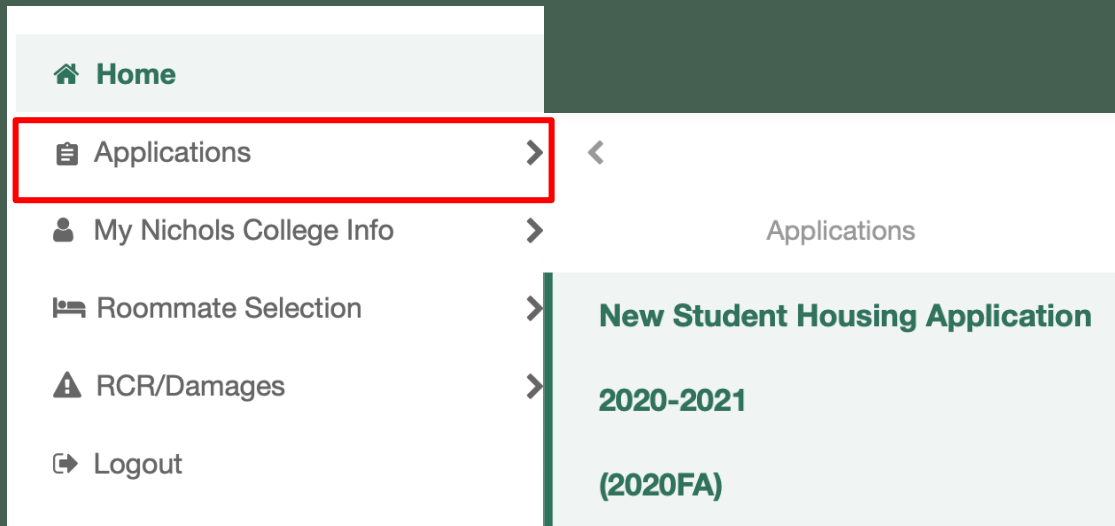 Home
Applications
My Nichols College Info
Roommate Selection
RCR/Damages
Logout
Applications
New Student Housing Application
2020-2021
(2020FA)